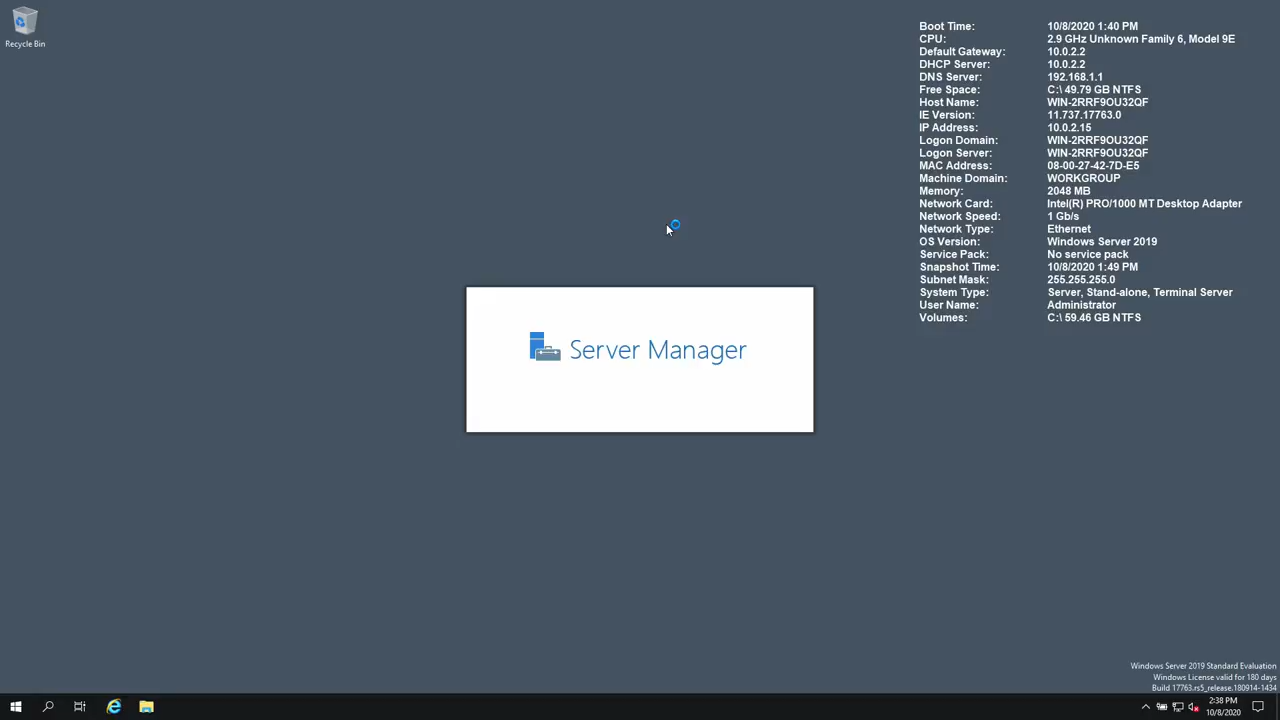 Recycle Bin
Boot Time: 10/8/2020 1:40 PM
CPU: 2.9 GHz Unknown Family 6, Model 9E
Default Gateway: 10.0.2.2
DHCP Server: 10.0.2.2
DNS Server: 192.168.1.1
Free Space: C:\ 49.79 GB NTFS
Host Name: WIN-2RRF9OU32QF
IE Version: 11.737.17763.0
IP Address: 10.0.2.15
Logon Domain: WIN-2RRF9OU32QF
Logon Server: WIN-2RRF9OU32QF
MAC Address: 08-00-27-42-7D-E5
Machine Domain: WORKGROUP
Memory: 2048 MB
Network Card: Intel(R) PRO/1000 MT Desktop Adapter
Network Speed: 1 Gb/s
Network Type: Ethernet
OS Version: Windows Server 2019
Service Pack: No service pack
Snapshot Time: 10/8/2020 1:49 PM
Subnet Mask: 255.255.255.0
System Type: Server, Stand-alone, Terminal Server
User Name: Administrator
Volumes: C:\ 59.46 GB NTFS
Server Manager
Windows Server 2019 Standard Evaluation
Windows License valid for 180 days
Build 17763.rs5_release.180914-1434
2:38 PM
10/8/2020